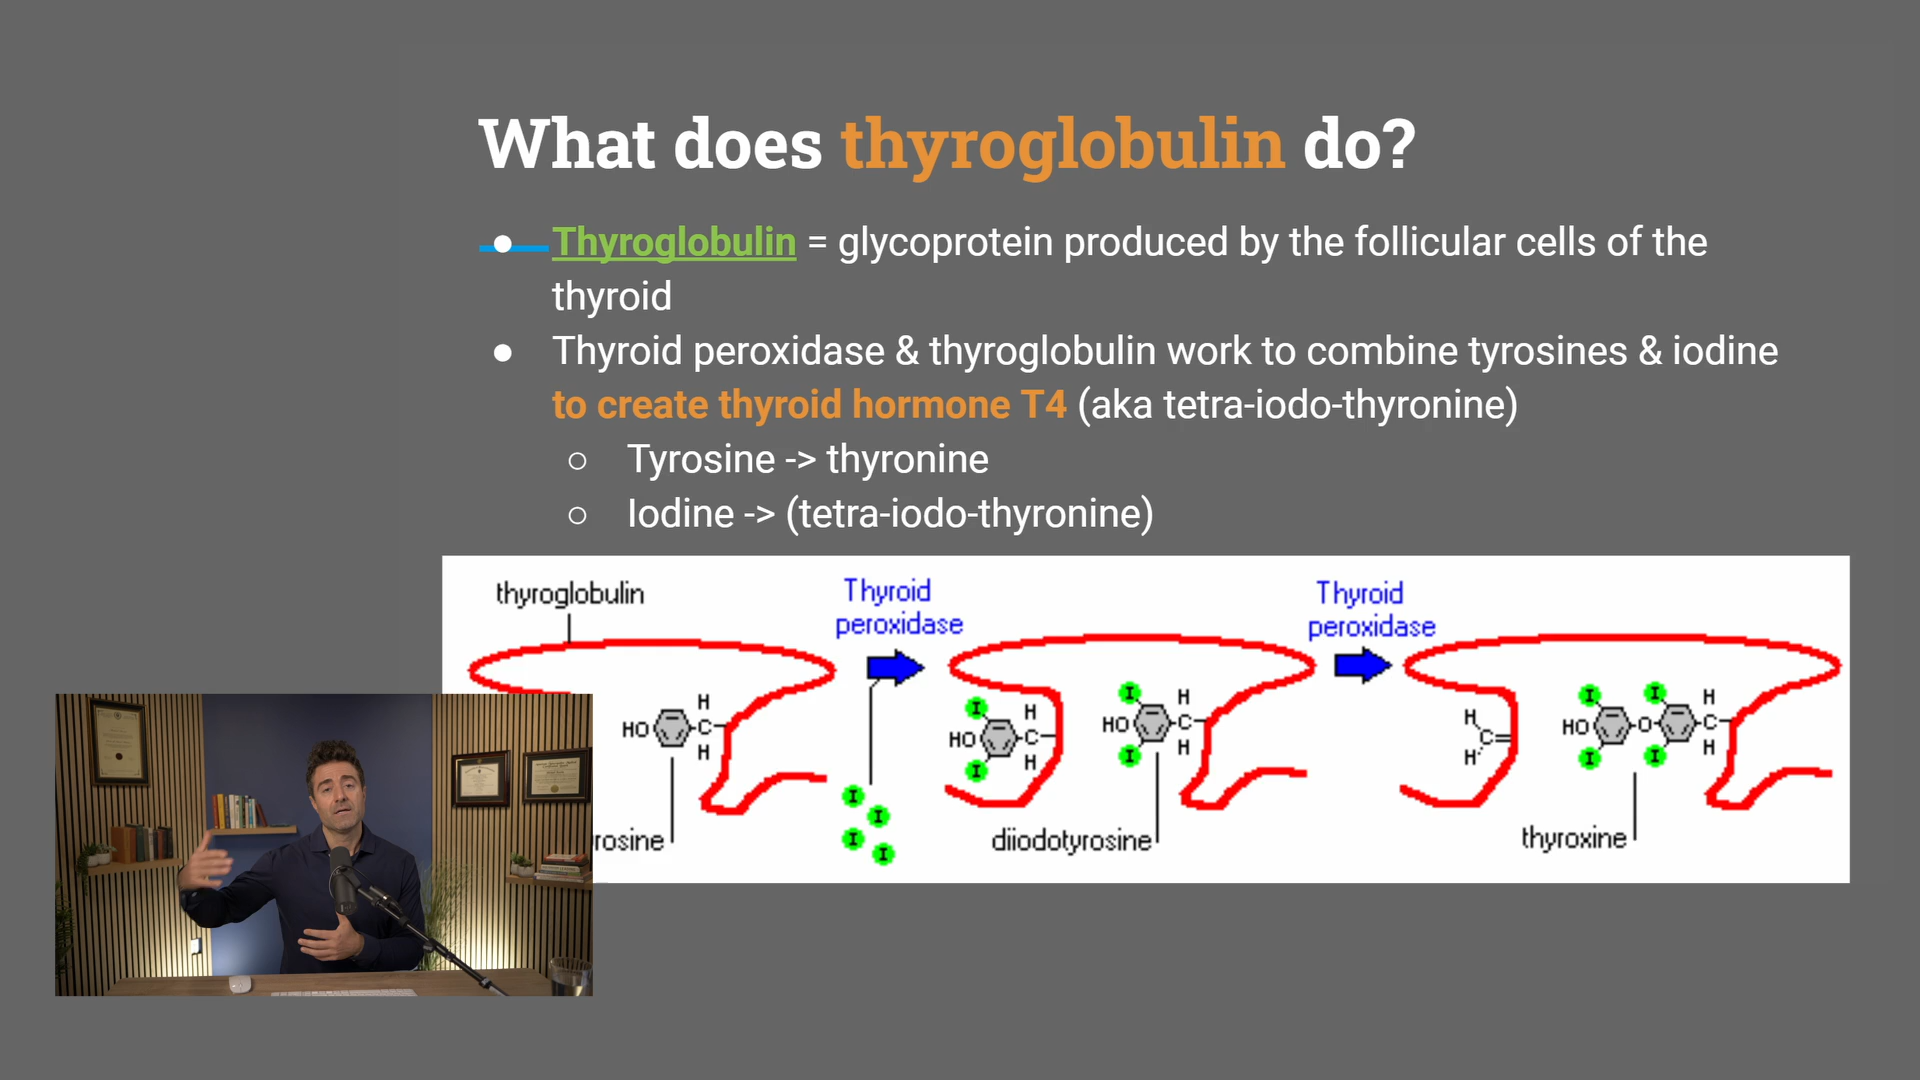 What does thyroglobulin do?
● Thyroglobulin = glycoprotein produced by the follicular cells of the
thyroid
● Thyroid peroxidase & thyroglobulin work to combine tyrosines & iodine
to create thyroid hormone T4 (aka tetra-iodo-thyronine)
○ Tyrosine -> thyronine
○ Iodine -> (tetra-iodo-thyronine)
thyroglobulin
Thyroid
peroxidase
Thyroid
peroxidase
HO
H
C
H
rosine
I
I
I
I
I
HO
I
H
C
H
I
HO
I
H
C
H
diiodotyrosine
H
C
H
HO
I
I
O
I
I
H
C
H
thyroxine